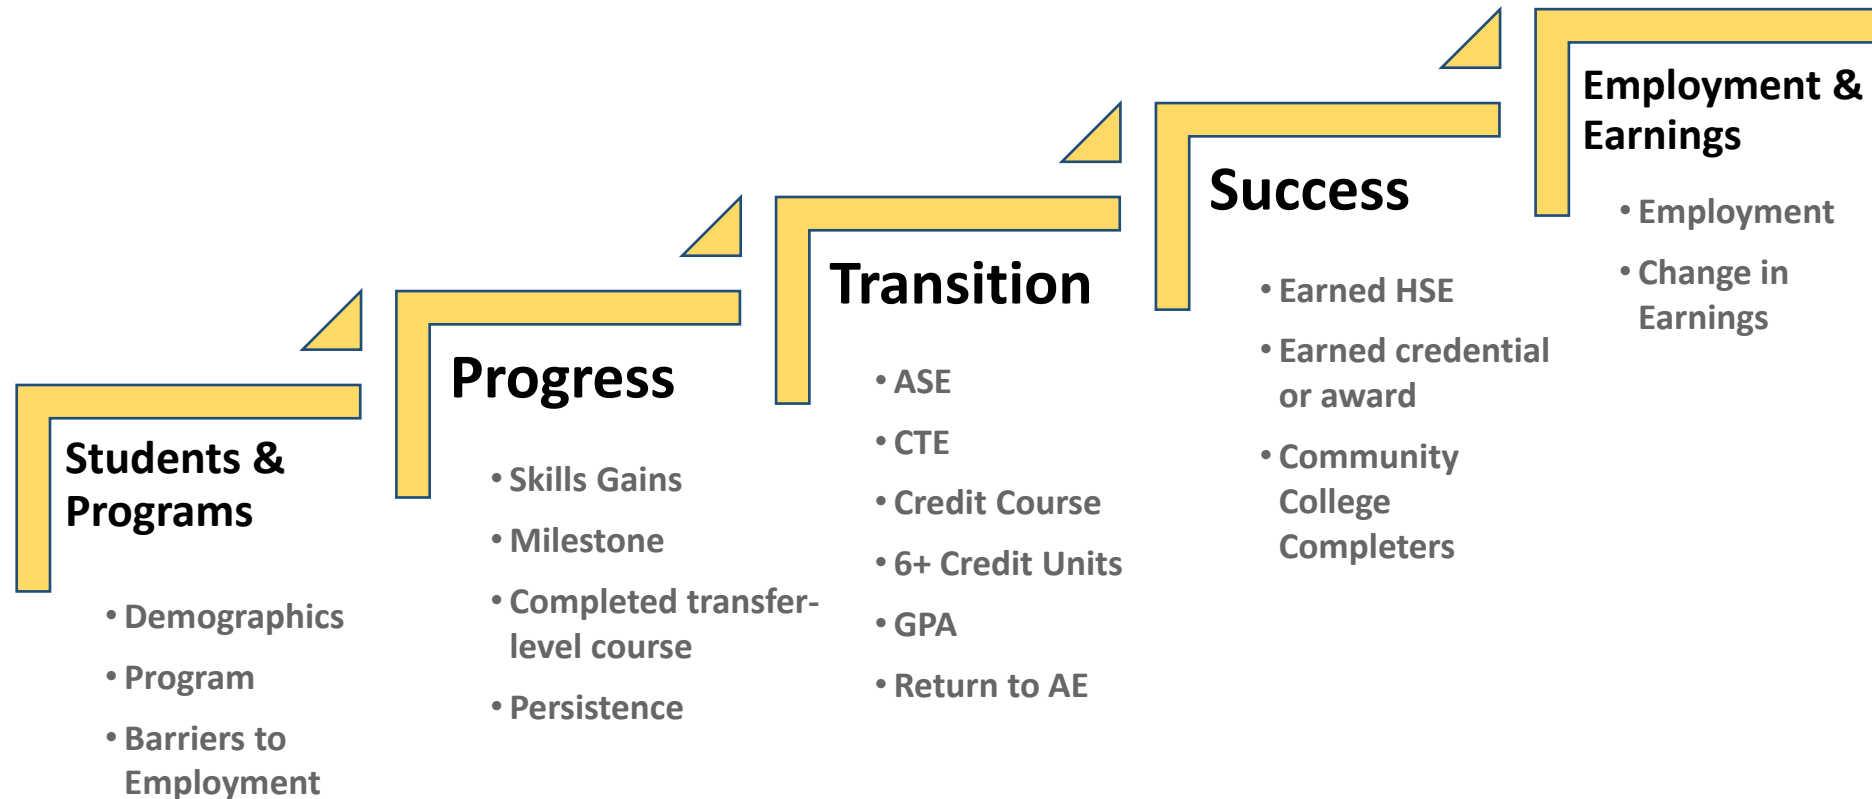 Students &
Programs
• Demographics
• Program
• Barriers to
Employment
Progress
• Skills Gains
• Milestone
• Completed transfer-
level course
• Persistence
Transition
• ASE
• CTE
• Credit Course
• 6+ Credit Units
• GPA
• Return to AE
Success
• Earned HSE
• Earned credential
or award
• Community
College
Completers
Employment &
Earnings
• Employment
• Change in
Earnings